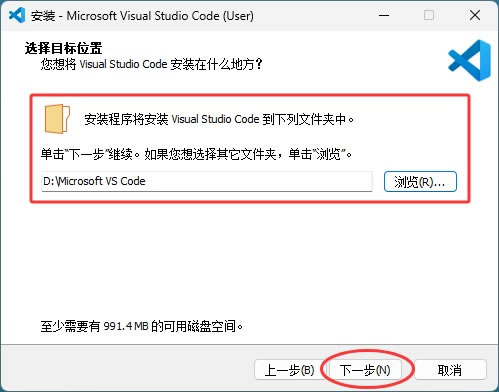 安装 - Microsoft Visual Studio Code (User)
选择目标位置
您想将 Visual Studio Code 安装在什么地方？
安装程序将安装 Visual Studio Code 到下列文件夹中。
单击“下一步”继续。如果您想选择其它文件夹，单击“浏览”。
D:\Microsoft VS Code
浏览(R)...
至少需要有 991.4 MB 的可用磁盘空间。
上一步(B) 下一步(N) 取消